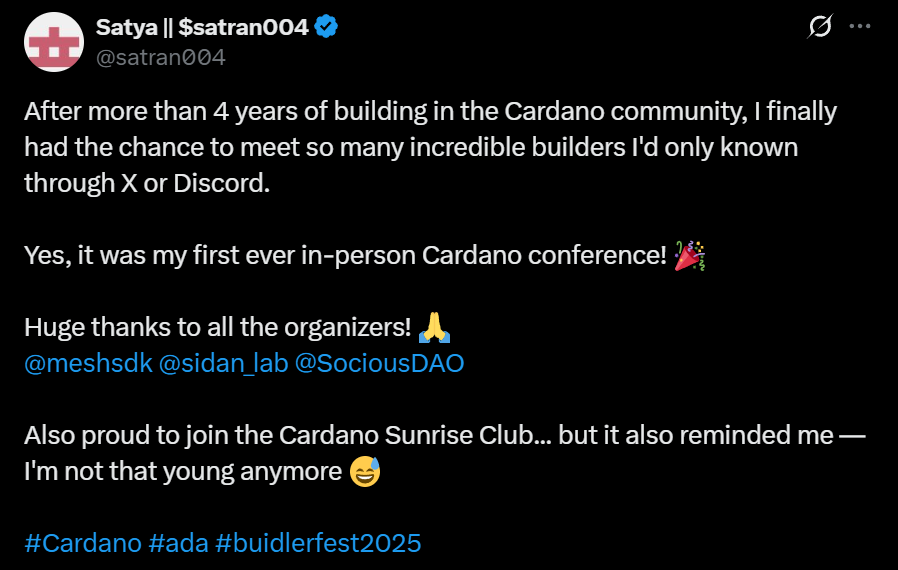 Satya || $satran004
@satran004
After more than 4 years of building in the Cardano community, I finally
had the chance to meet so many incredible builders I'd only known
through X or Discord.
Yes, it was my first ever in-person Cardano conference! 🎉
Huge thanks to all the organizers! 🙏
@meshsdk @sidan_lab @SociousDAO
Also proud to join the Cardano Sunrise Club... but it also reminded me —
I'm not that young anymore 😅
#Cardano #ada #buidlerfest2025